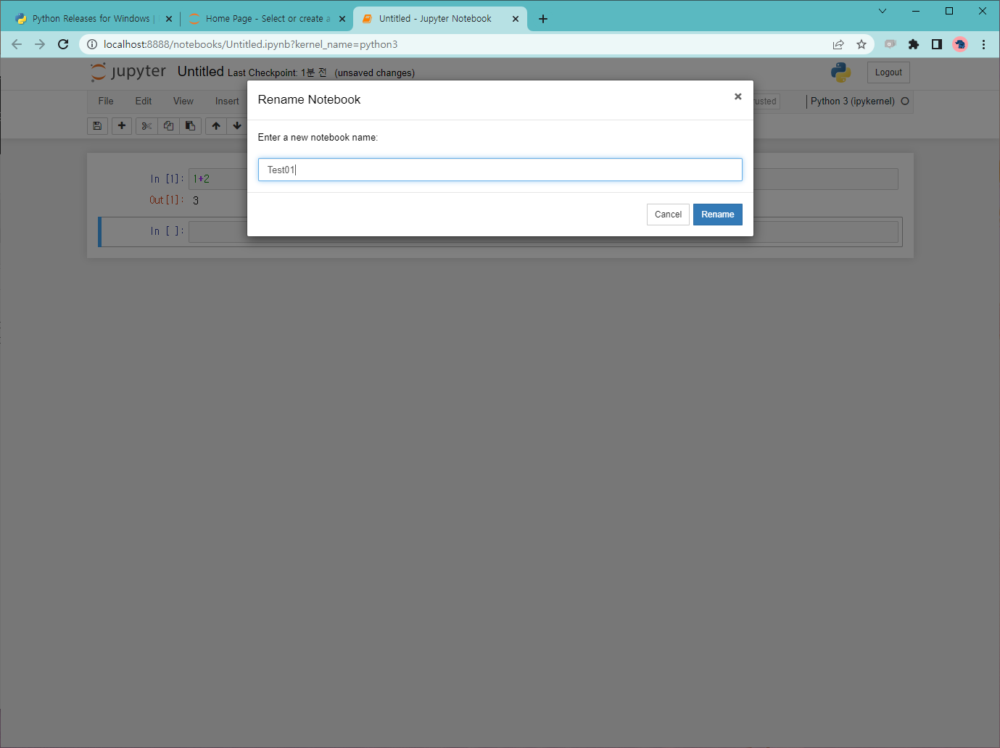 Python Releases for Windows |
Home Page - Select or create a
Untitled - Jupyter Notebook
localhost:8888/notebooks/Untitled.ipynb?kernel_name=python3
jupyter Untitled Last Checkpoint: 1분 전 (unsaved changes)
Logout
File Edit View Insert
rusted
Python 3 (ipykernel)
Rename Notebook
Enter a new notebook name:
Test01
Cancel Rename
In [1]: 1+2
Out[1]: 3
In [ ]: